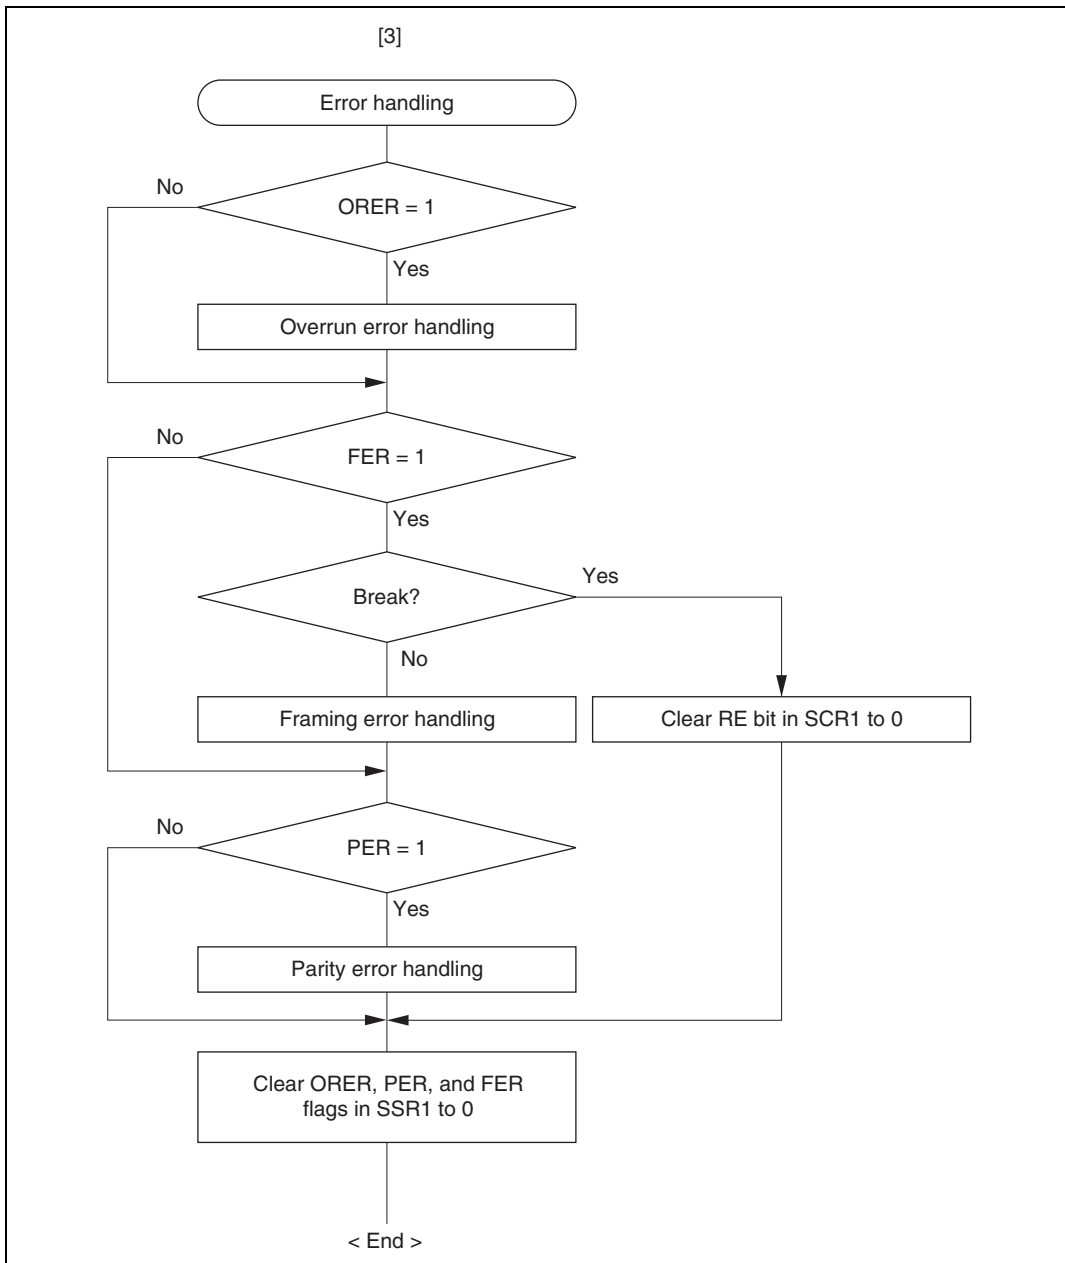 [3]
Error handling
No
ORER = 1
Yes
Overrun error handling
No
FER = 1
Yes
Yes
Break?
No
Framing error handling
Clear RE bit in SCR1 to 0
No
PER = 1
Yes
Parity error handling
Clear ORER, PER, and FER
flags in SSR1 to 0
< End >